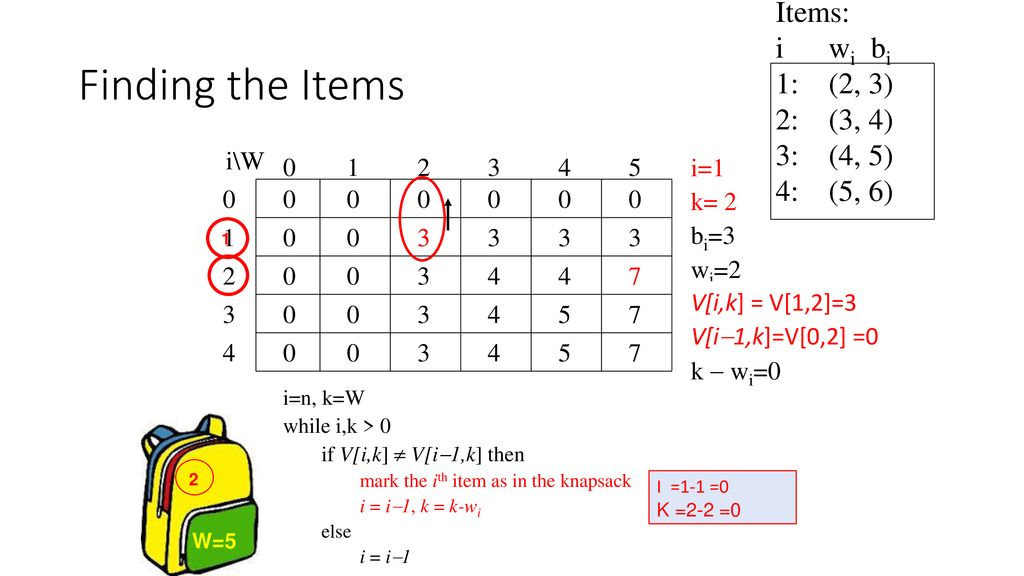 Finding the Items
Items:
i wi bi
1: (2, 3)
2: (3, 4)
3: (4, 5)
4: (5, 6)
i\W 0 1 2 3 4 5
0 0 0 0 0 0 0
1 0 0 3 3 3 3
2 0 0 3 4 4 7
3 0 0 3 4 5 7
4 0 0 3 4 5 7
1
i=1
k= 2
bi=3
wi=2
V[i,k] = V[1,2]=3
V[i−1,k]=V[0,2] =0
k − wi=0
i=n, k=W
while i,k > 0
if V[i,k] ≠ V[i−1,k] then
mark the ith item as in the knapsack
i = i−1, k = k-wi
else
i = i−1
I =1-1 =0
K =2-2 =0
2
W=5